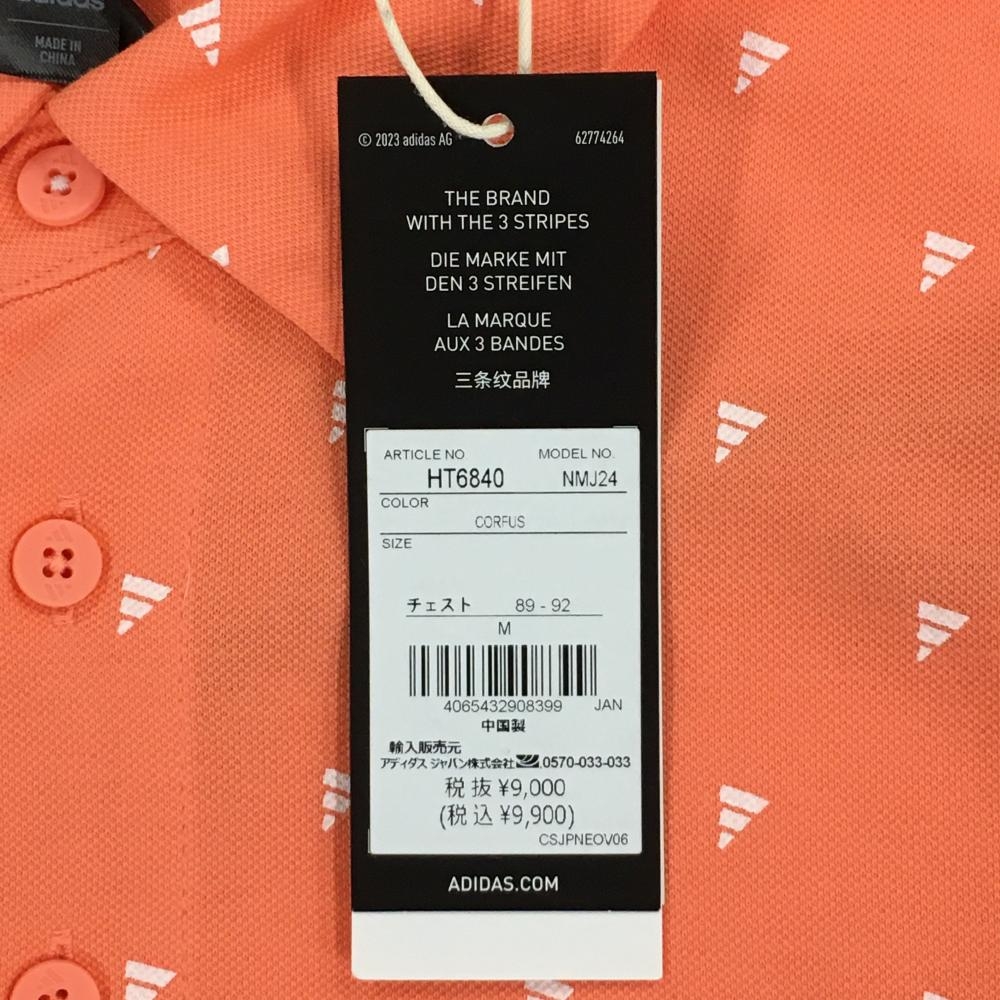 adidas
MADE IN
CHINA
© 2023 adidas AG
62774264
THE BRAND
WITH THE 3 STRIPES
DIE MARKE MIT
DEN 3 STREIFEN
LA MARQUE
AUX 3 BANDES
三条纹品牌
ARTICLE NO MODEL NO.
HT6840 NMJ24
COLOR
CORFUS
SIZE
チェスト 89 - 92
M
4065432908399 JAN
中国製
輸入販売元
アディダス ジャパン株式会社 0570-033-033
税抜 ¥9,000
(税込 ¥9,900)
CSJPNEOV06
ADIDAS.COM